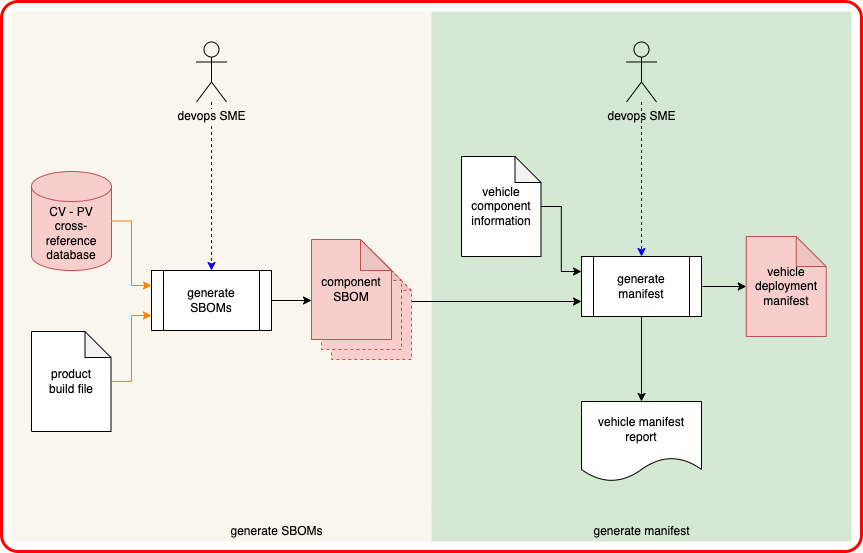 devops SME
devops SME
CV - PV
cross-
reference
database
vehicle
component
information
generate
SBOMs
component
SBOM
generate
manifest
vehicle
deployment
manifest
product
build file
vehicle manifest
report
generate SBOMs
generate manifest